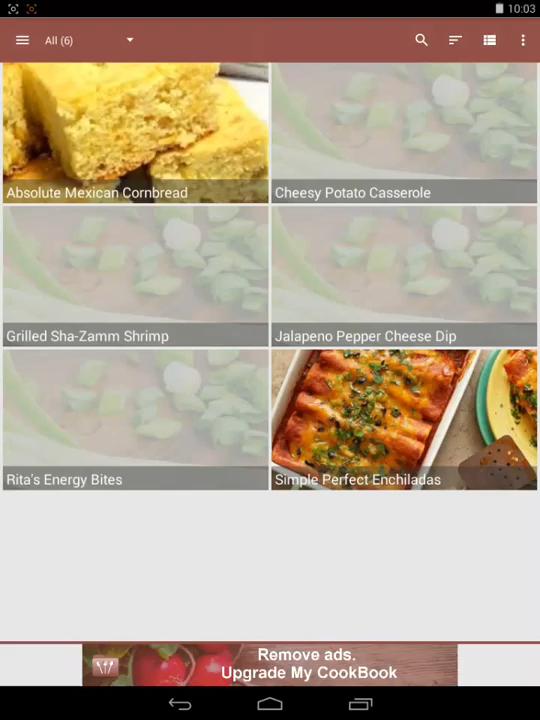 10:03
All (6)
Absolute Mexican Cornbread
Cheesy Potato Casserole
Grilled Sha-Zamm Shrimp
Jalapeno Pepper Cheese Dip
Rita's Energy Bites
Simple Perfect Enchiladas
Remove ads.
Upgrade My CookBook